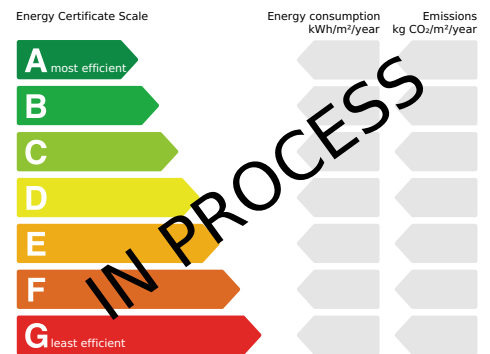 Energy Certificate Scale
Energy consumption
kWh/m²/year
Emissions
kg CO₂/m²/year
A most efficient
B
C
D
E
F
G least efficient
IN PROCESS